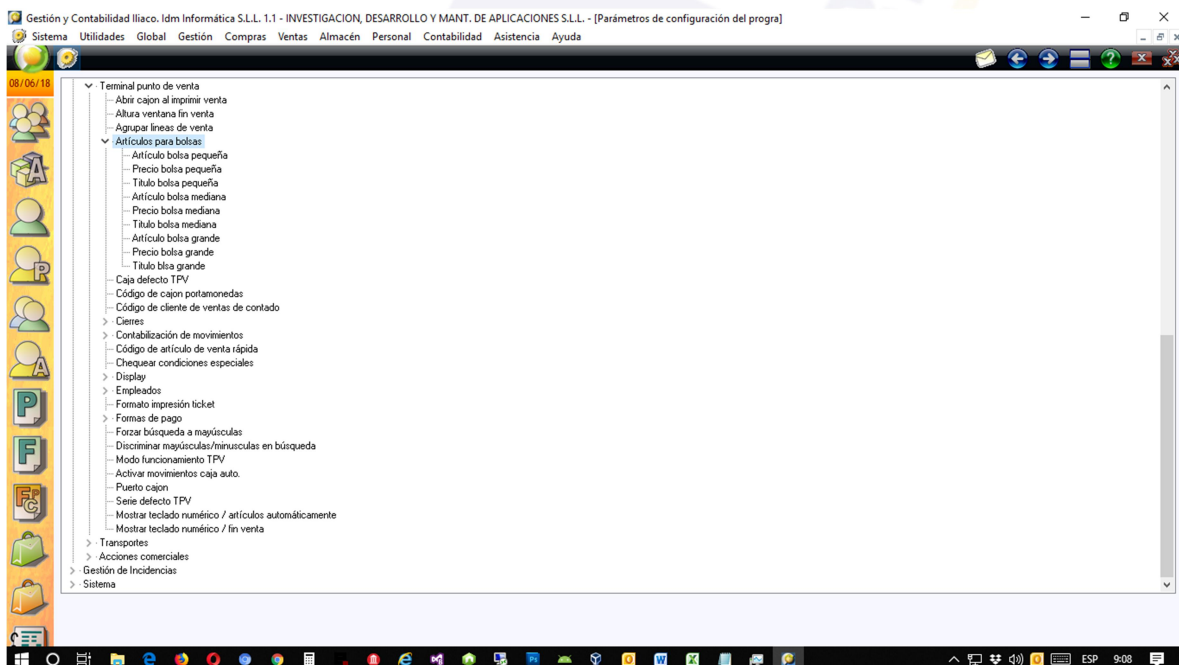 Gestión y Contabilidad Iliaco. Idm Informática S.L.L. 1.1 - INVESTIGACION, DESARROLLO Y MANT. DE APLICACIONES S.L.L. - [Parámetros de configuración del progra]
Sistema Utilidades Global Gestión Compras Ventas Almacén Personal Contabilidad Asistencia Ayuda
08/06/18
Terminal punto de venta
Abrir cajon al imprimir venta
Altura ventana fin venta
Agrupar lineas de venta
Artículos para bolsas
Artículo bolsa pequeña
Precio bolsa pequeña
Titulo bolsa pequeña
Artículo bolsa mediana
Precio bolsa mediana
Titulo bolsa mediana
Artículo bolsa grande
Precio bolsa grande
Titulo blsa grande
Caja defecto TPV
Código de cajon portamonedas
Código de cliente de ventas de contado
Cierres
Contabilización de movimientos
Código de artículo de venta rápida
Chequear condiciones especiales
Display
Empleados
Formato impresión ticket
Formas de pago
Forzar búsqueda a mayúsculas
Discriminar mayúsculas/minusculas en búsqueda
Modo funcionamiento TPV
Activar movimientos caja auto.
Puerto cajon
Serie defecto TPV
Mostrar teclado numérico / artículos automáticamente
Mostrar teclado numérico / fin venta
Transportes
Acciones comerciales
Gestión de Incidencias
Sistema
A
R
A
P
F
FPC
ESP 9:08